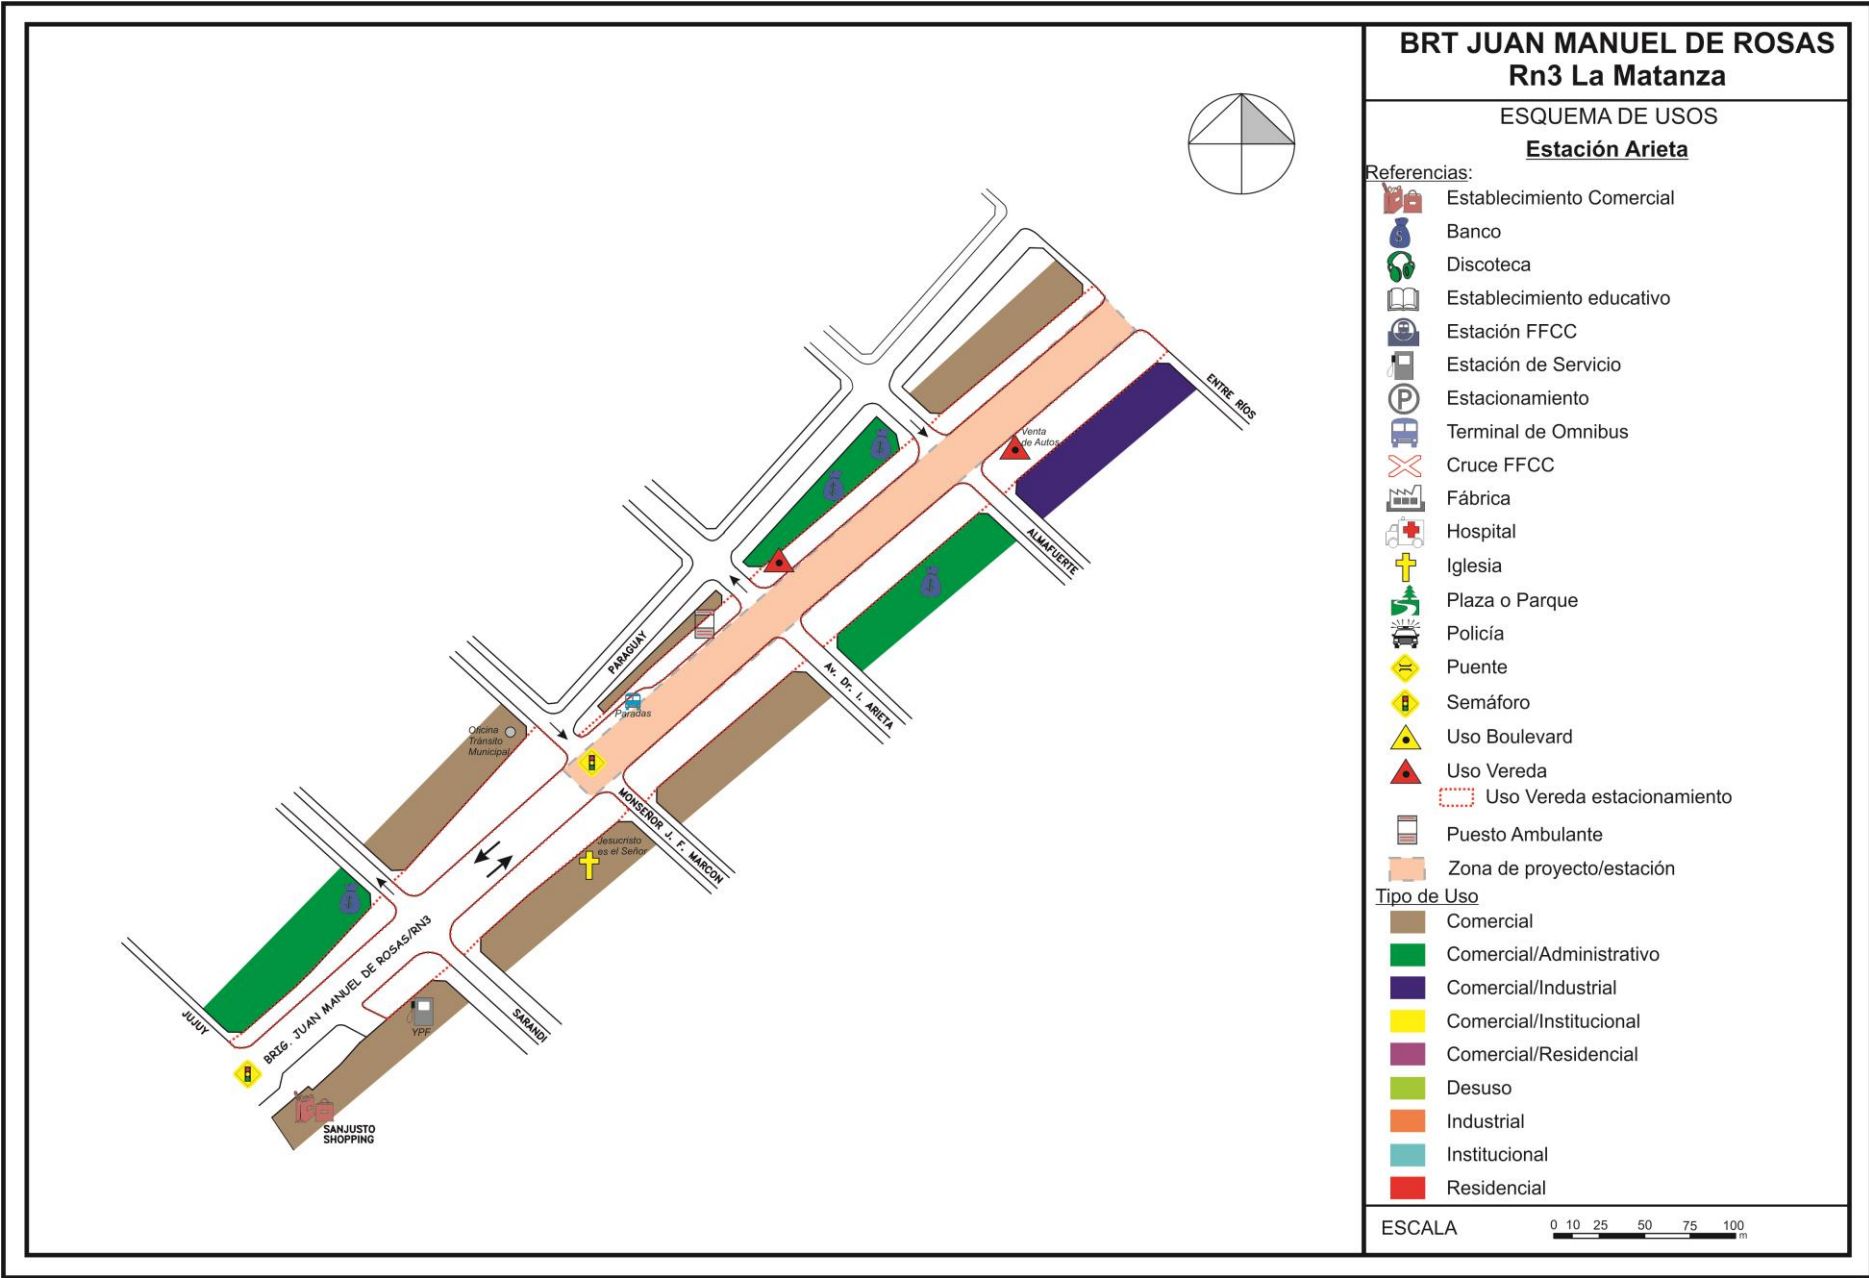 BRT JUAN MANUEL DE ROSAS
Rn3 La Matanza
ESQUEMA DE USOS
Estación Arieta
Referencias:
Establecimiento Comercial
Banco
Discoteca
Establecimiento educativo
Estación FFCC
Estación de Servicio
Estacionamiento
Terminal de Omnibus
Cruce FFCC
Fábrica
Hospital
Iglesia
Plaza o Parque
Policía
Puente
Semáforo
Uso Boulevard
Uso Vereda
Uso Vereda estacionamiento
Puesto Ambulante
Zona de proyecto/estación
Tipo de Uso
Comercial
Comercial/Administrativo
Comercial/Industrial
Comercial/Institucional
Comercial/Residencial
Desuso
Industrial
Institucional
Residencial
ESCALA
0 10 25 50 75 100
m
ENTRE RÍOS
Venta
de Autos
ALMAFUERTE
PARAGUAY
Av. Dr. I. ARIETA
Paradas
Oficina
Tránsito
Municipal
MONSEÑOR J. F. MARCON
Jesucristo
es el Señor
BRIG. JUAN MANUEL DE ROSAS/RN3
SARANDI
JUJUY
YPF
SANJUSTO
SHOPPING